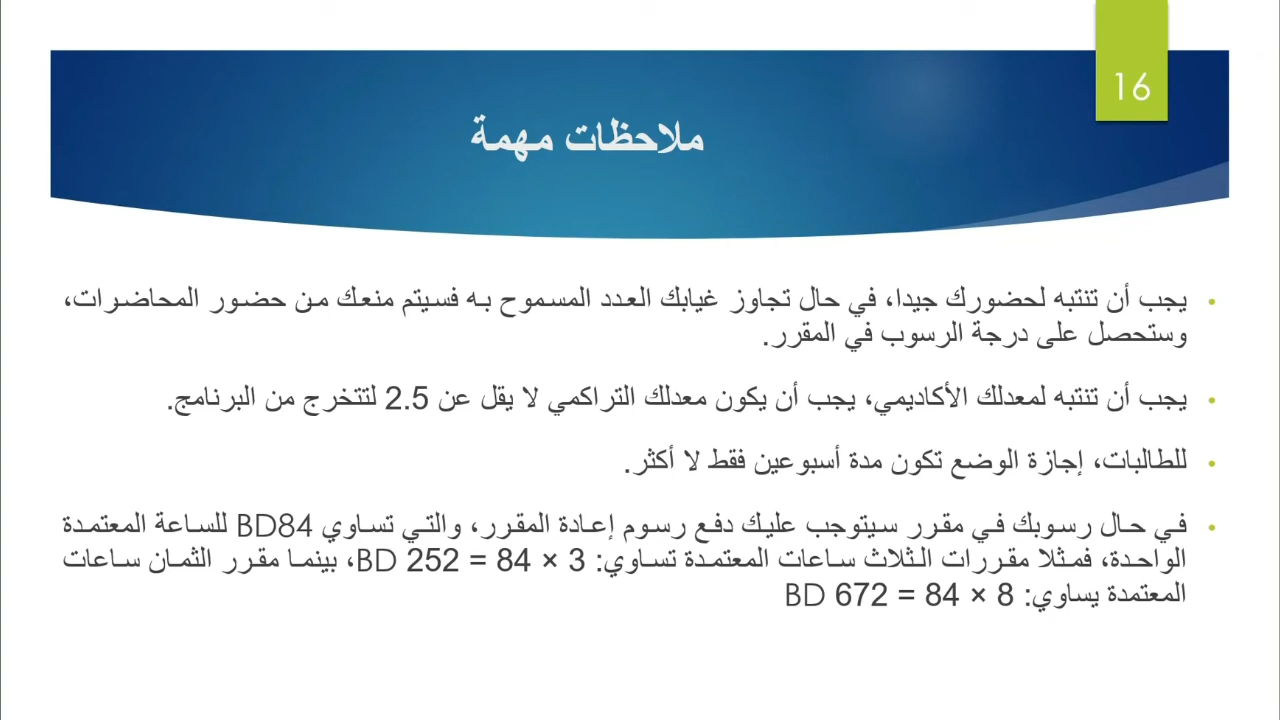 16
ملاحظات مهمة
• يجب أن تنتبه لحضورك جيدا، في حال تجاوز غيابك العدد المسموح به فسيتم منعك من حضور المحاضرات،
وستحصل على درجة الرسوب في المقرر.
• يجب أن تنتبه لمعدلك الأكاديمي، يجب أن يكون معدلك التراكمي لا يقل عن 2.5 لتتخرج من البرنامج.
• للطالبات، إجازة الوضع تكون مدة أسبوعين فقط لا أكثر.
• في حال رسوبك في مقرر سيتوجب عليك دفع رسوم إعادة المقرر، والتي تساوي BD84 للساعة المعتمدة
الواحدة، فمثلا مقررات الثلاث ساعات المعتمدة تساوي: 3 × 84 = 252 BD، بينما مقرر الثمان ساعات
المعتمدة يساوي: 8 × 84 = 672 BD